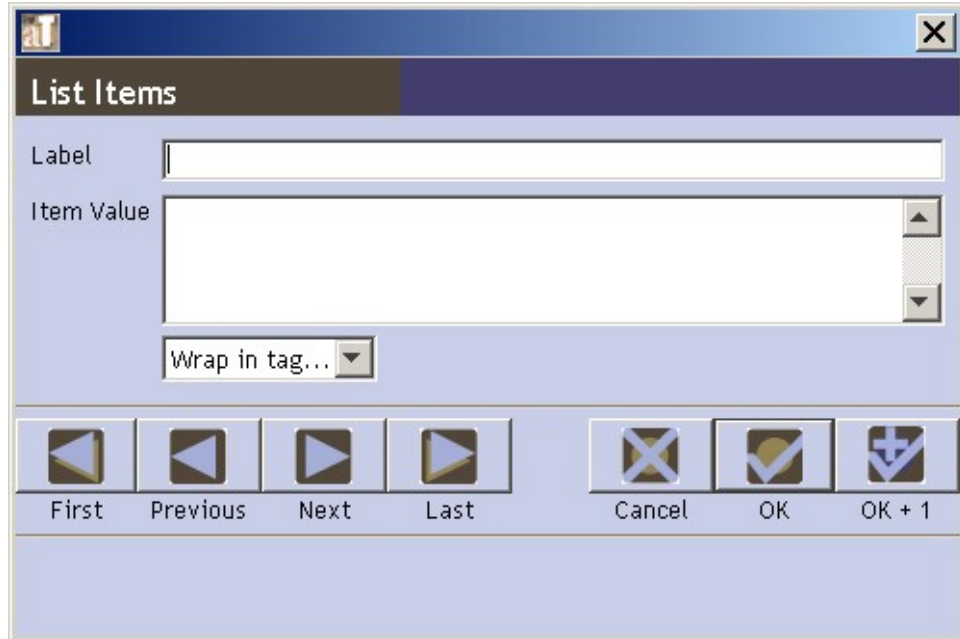 aT
List Items
Label
Item Value
Wrap in tag...
First Previous Next Last Cancel OK OK + 1